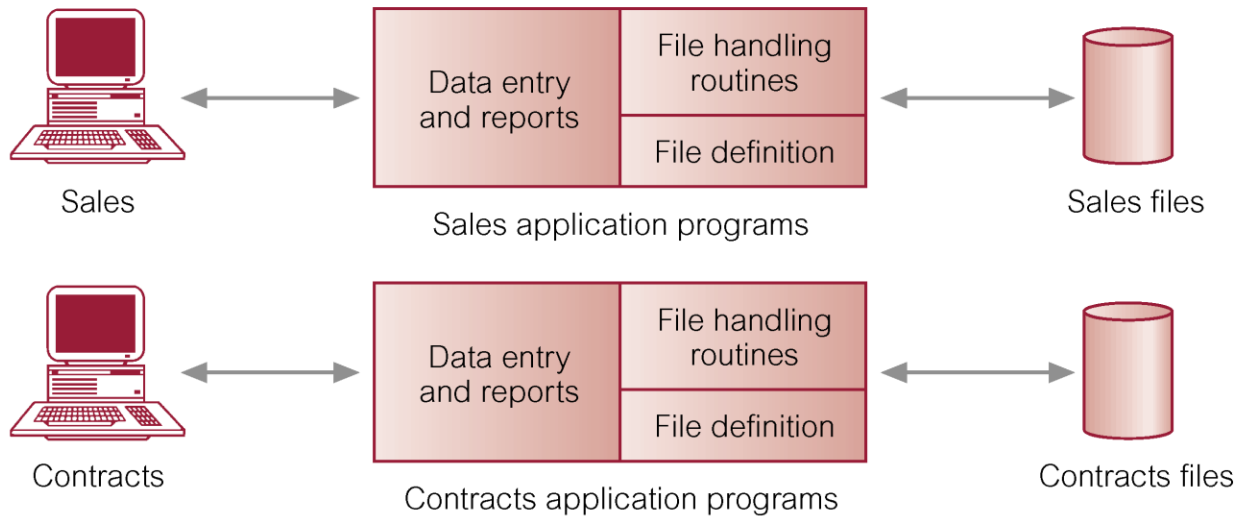 Data entry
and reports
File handling
routines
File definition
Sales
Sales application programs
Sales files
Data entry
and reports
File handling
routines
File definition
Contracts
Contracts application programs
Contracts files